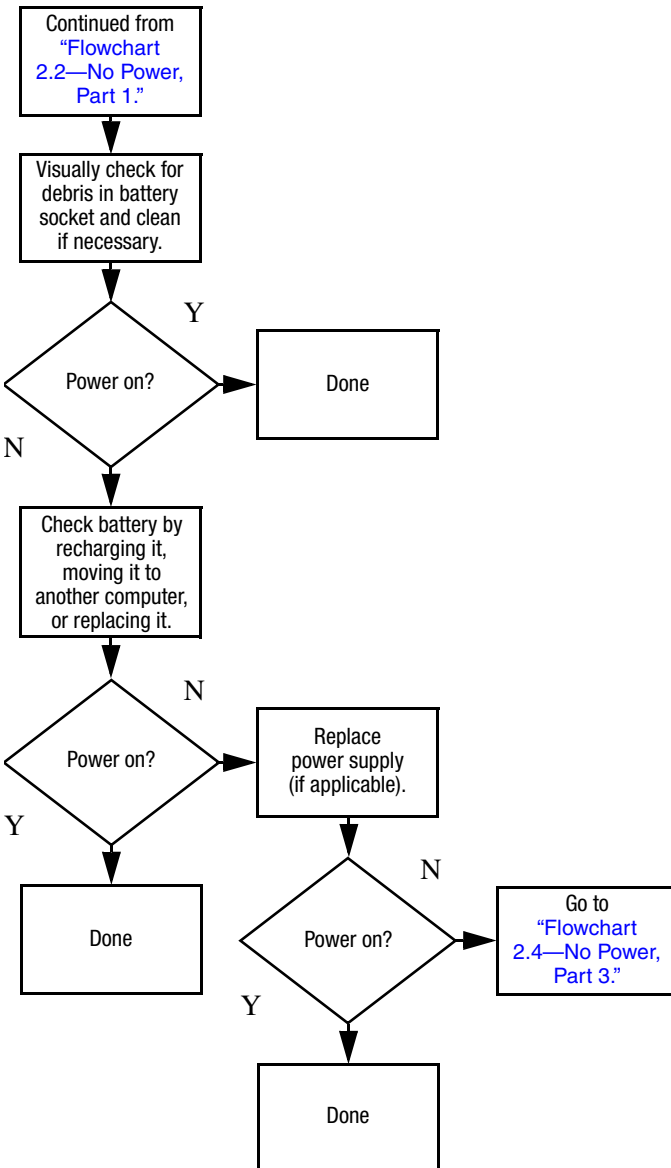 Continued from
“Flowchart
2.2—No Power,
Part 1.”
Visually check for
debris in battery
socket and clean
if necessary.
Y
Power on?
Done
N
Check battery by
recharging it,
moving it to
another computer,
or replacing it.
N
Power on?
Replace
power supply
(if applicable).
Y
Done
N
Power on?
Go to
“Flowchart
2.4—No Power,
Part 3.”
Y
Done